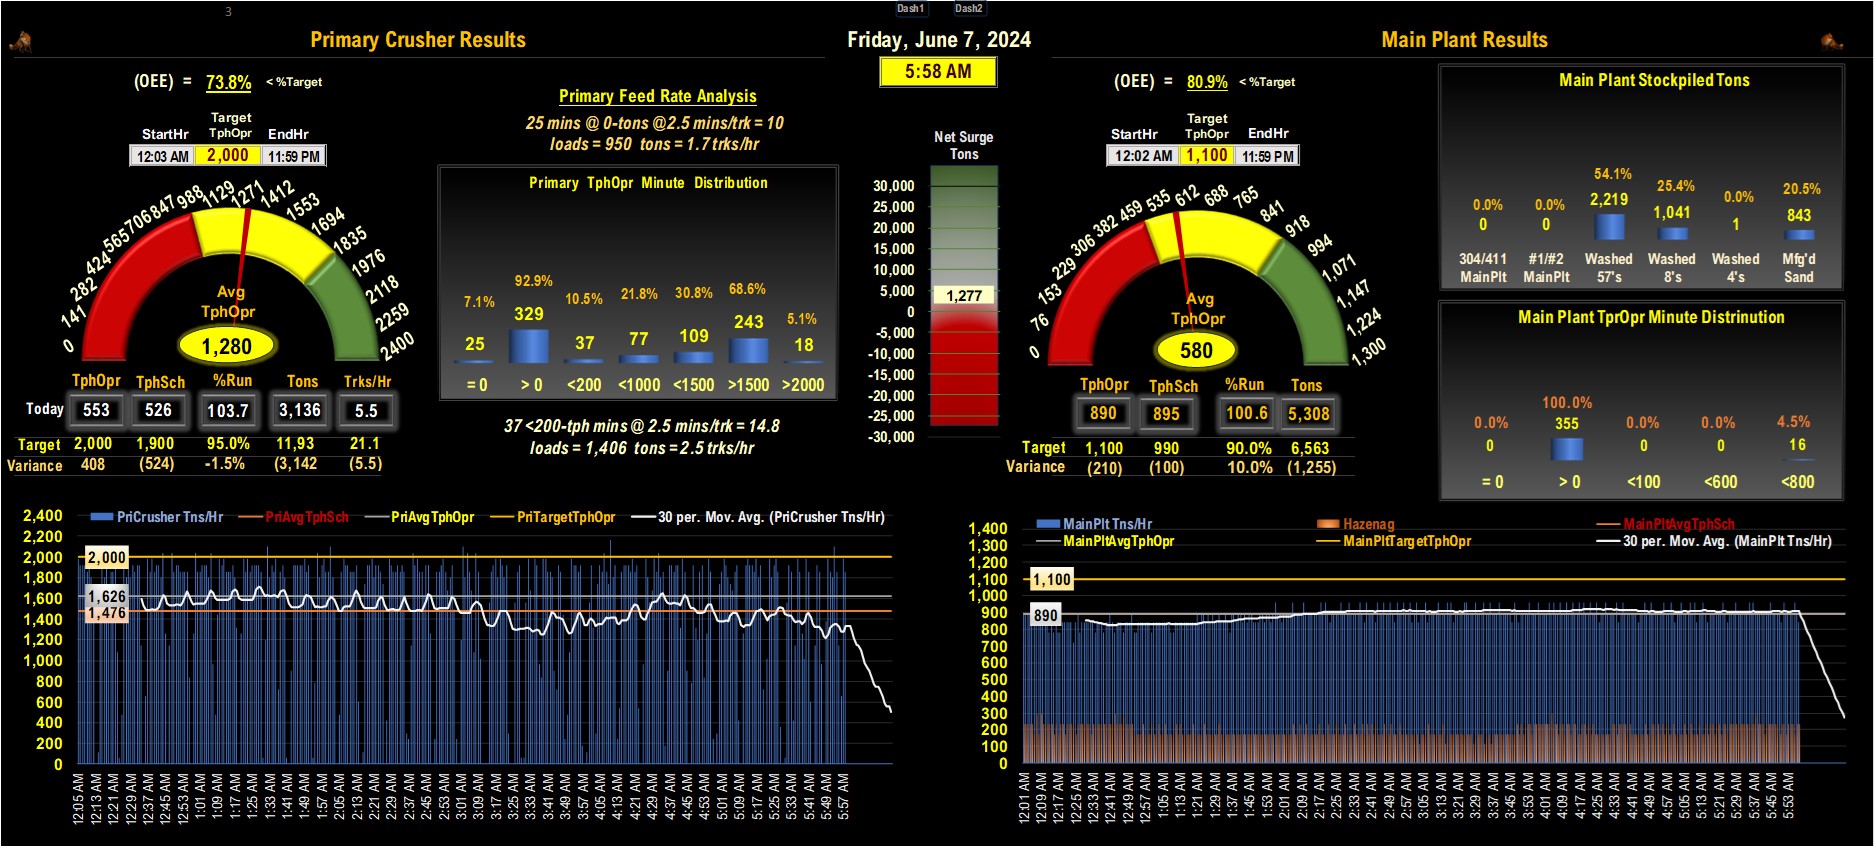 3
Dash1 Dash2
Primary Crusher Results
(OEE) = 73.8% < %Target
StartHr Target TphOpr EndHr
12:03 AM 2,000 11:59 PM
0 141 282 424 565 706 847 988 1129 1271 1412 1553 1694 1835 1976 2118 2259 2400
Avg
TphOpr
1,280
TphOpr TphSch %Run Tons Trks/Hr
Today 553 526 103.7 3,136 5.5
Target 2,000 1,900 95.0% 11,93 21.1
Variance 408 (524) -1.5% (3,142 (5.5)
Primary Feed Rate Analysis
25 mins @ 0-tons @2.5 mins/trk = 10
loads = 950 tons = 1.7 trks/hr
Primary TphOpr Minute Distribution
7.1% 92.9% 10.5% 21.8% 30.8% 68.6% 5.1%
25 329 37 77 109 243 18
= 0 > 0 <200 <1000 <1500 >1500 >2000
37 <200-tph mins @ 2.5 mins/trk = 14.8
loads = 1,406 tons = 2.5 trks/hr
Friday, June 7, 2024
5:58 AM
Net Surge
Tons
30,000
25,000
20,000
15,000
10,000
5,000
0
-5,000
-10,000
-15,000
-20,000
-25,000
-30,000
1,277
Main Plant Results
(OEE) = 80.9% < %Target
StartHr Target TphOpr EndHr
12:02 AM 1,100 11:59 PM
0 76 153 229 306 382 459 535 612 688 765 841 918 994 1,071 1,147 1,224 1,300
Avg
TphOpr
580
TphOpr TphSch %Run Tons
890 895 100.6 5,308
Target 1,100 990 90.0% 6,563
Variance (210) (100) 10.0% (1,255)
Main Plant Stockpiled Tons
0.0% 0.0% 54.1% 25.4% 0.0% 20.5%
0 0 2,219 1,041 1 843
304/411 #1/#2 Washed Washed Washed Mfg'd
MainPlt MainPlt 57's 8's 4's Sand
Main Plant TprOpr Minute Distrinution
0.0% 100.0% 0.0% 0.0% 4.5%
0 355 0 0 16
= 0 > 0 <100 <600 <800
PriCrusher Tns/Hr PriAvgTphSch PriAvgTphOpr PriTargetTphOpr 30 per. Mov. Avg. (PriCrusher Tns/Hr)
2,400
2,200
2,000
1,800
1,600
1,400
1,200
1,000
800
600
400
200
0
2,000
1,626
1,476
12:05 AM 12:13 AM 12:21 AM 12:29 AM 12:37 AM 12:45 AM 12:53 AM 1:01 AM 1:09 AM 1:17 AM 1:25 AM 1:33 AM 1:41 AM 1:49 AM 1:57 AM 2:05 AM 2:13 AM 2:21 AM 2:29 AM 2:37 AM 2:45 AM 2:53 AM 3:01 AM 3:09 AM 3:17 AM 3:25 AM 3:33 AM 3:41 AM 3:49 AM 3:57 AM 4:05 AM 4:13 AM 4:21 AM 4:29 AM 4:37 AM 4:45 AM 4:53 AM 5:01 AM 5:09 AM 5:17 AM 5:25 AM 5:33 AM 5:41 AM 5:49 AM 5:57 AM
MainPlt Tns/Hr Hazenag MainPltAvgTphSch
MainPltAvgTphOpr MainPltTargetTphOpr 30 per. Mov. Avg. (MainPlt Tns/Hr)
1,400
1,300
1,200
1,100
1,000
900
800
700
600
500
400
300
200
100
0
1,100
890
12:01 AM 12:09 AM 12:17 AM 12:25 AM 12:33 AM 12:41 AM 12:49 AM 12:57 AM 1:05 AM 1:13 AM 1:21 AM 1:29 AM 1:37 AM 1:45 AM 1:53 AM 2:01 AM 2:09 AM 2:17 AM 2:25 AM 2:33 AM 2:41 AM 2:49 AM 2:57 AM 3:05 AM 3:13 AM 3:21 AM 3:29 AM 3:37 AM 3:45 AM 3:53 AM 4:01 AM 4:09 AM 4:17 AM 4:25 AM 4:33 AM 4:41 AM 4:49 AM 4:57 AM 5:05 AM 5:13 AM 5:21 AM 5:29 AM 5:37 AM 5:45 AM 5:53 AM